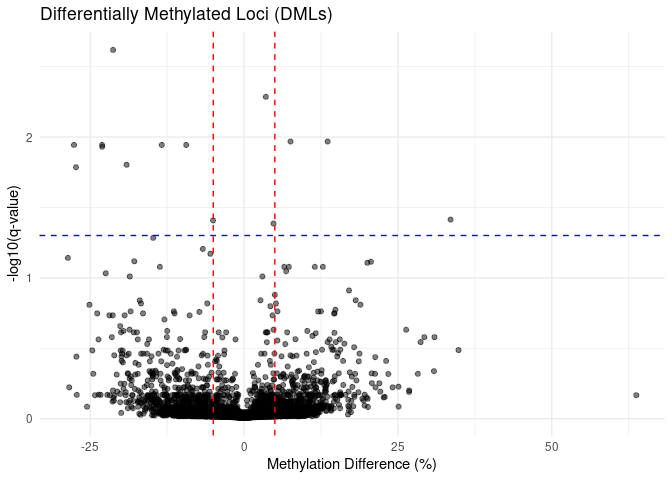 Differentially Methylated Loci (DMLs)
-log10(q-value)
2
1
0
-25 0 25 50
Methylation Difference (%)